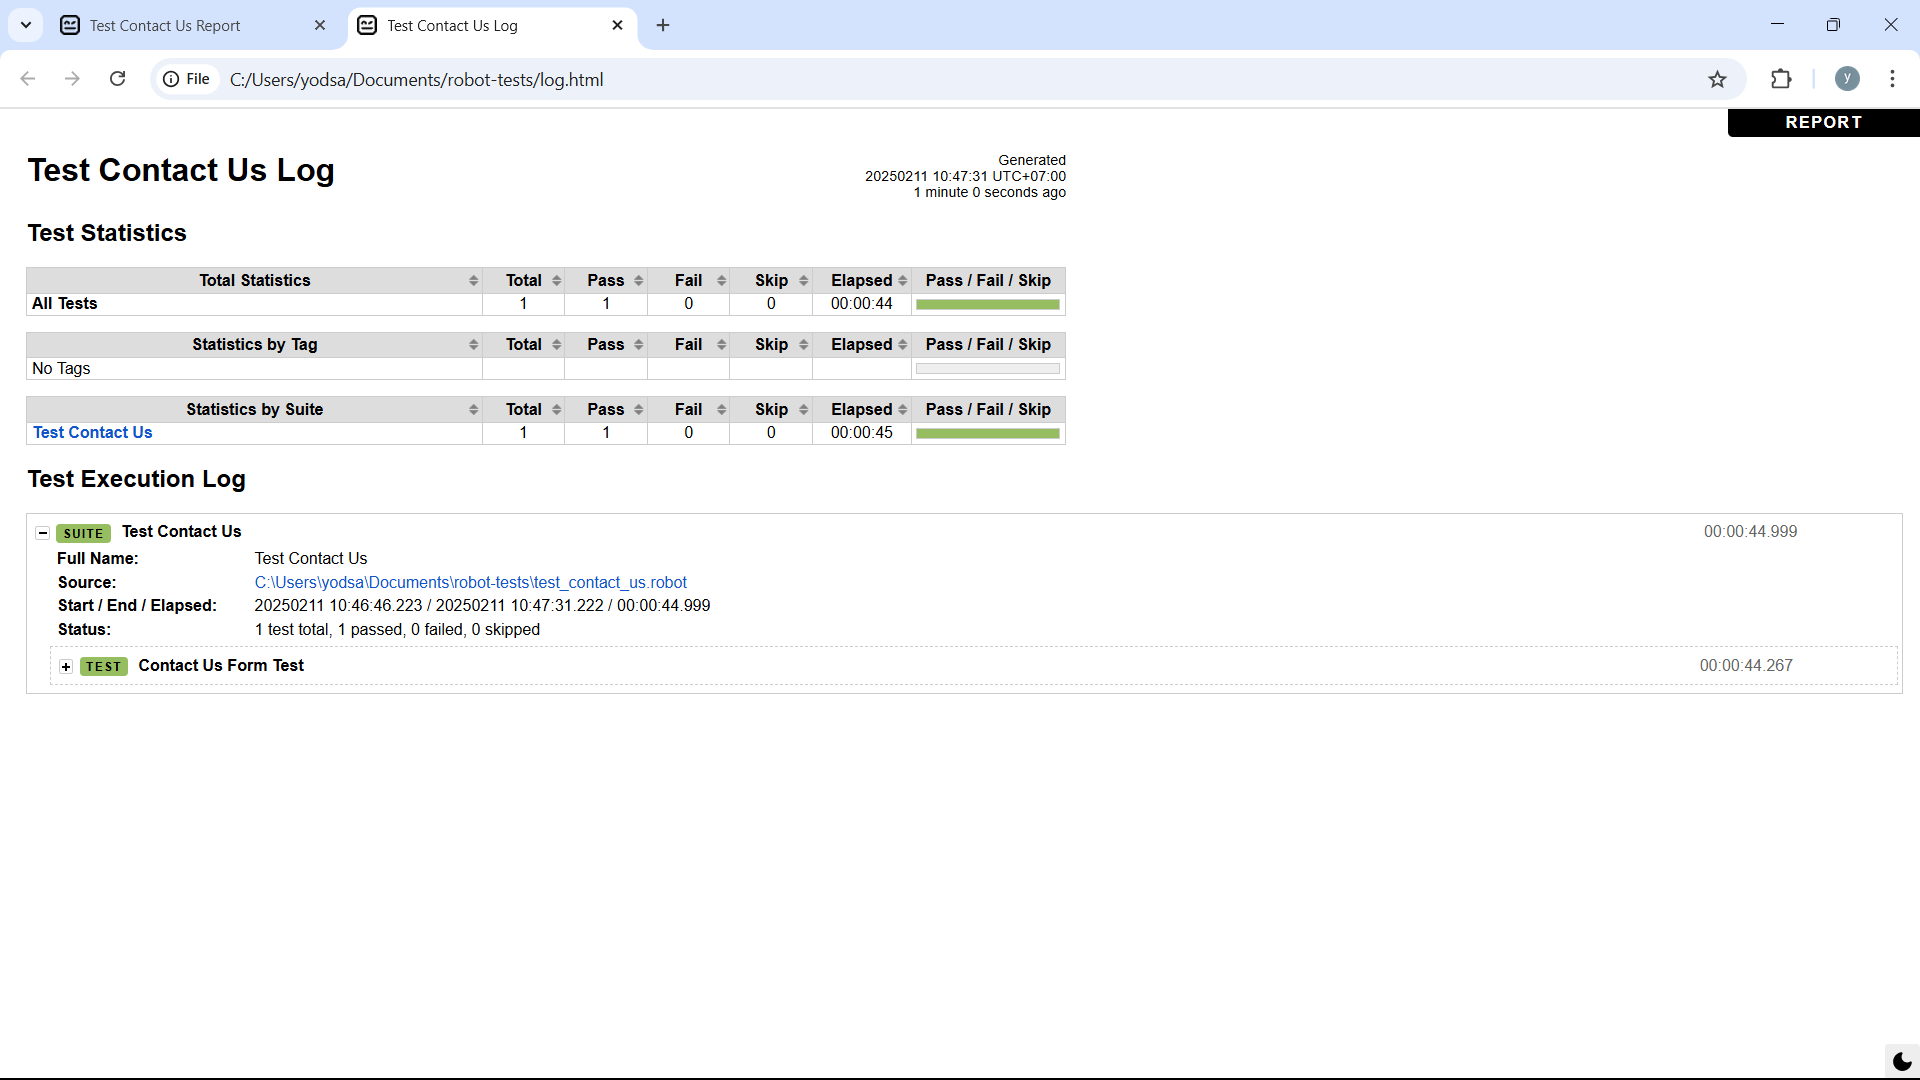 Test Contact Us Report
Test Contact Us Log
File C:/Users/yodsa/Documents/robot-tests/log.html
y
REPORT
Test Contact Us Log
Generated
20250211 10:47:31 UTC+07:00
1 minute 0 seconds ago
Test Statistics
Total Statistics Total Pass Fail Skip Elapsed Pass / Fail / Skip
All Tests 1 1 0 0 00:00:44
Statistics by Tag Total Pass Fail Skip Elapsed Pass / Fail / Skip
No Tags
Statistics by Suite Total Pass Fail Skip Elapsed Pass / Fail / Skip
Test Contact Us 1 1 0 0 00:00:45
Test Execution Log
SUITE Test Contact Us 00:00:44.999
Full Name: Test Contact Us
Source: C:\Users\yodsa\Documents\robot-tests\test_contact_us.robot
Start / End / Elapsed: 20250211 10:46:46.223 / 20250211 10:47:31.222 / 00:00:44.999
Status: 1 test total, 1 passed, 0 failed, 0 skipped
TEST Contact Us Form Test 00:00:44.267